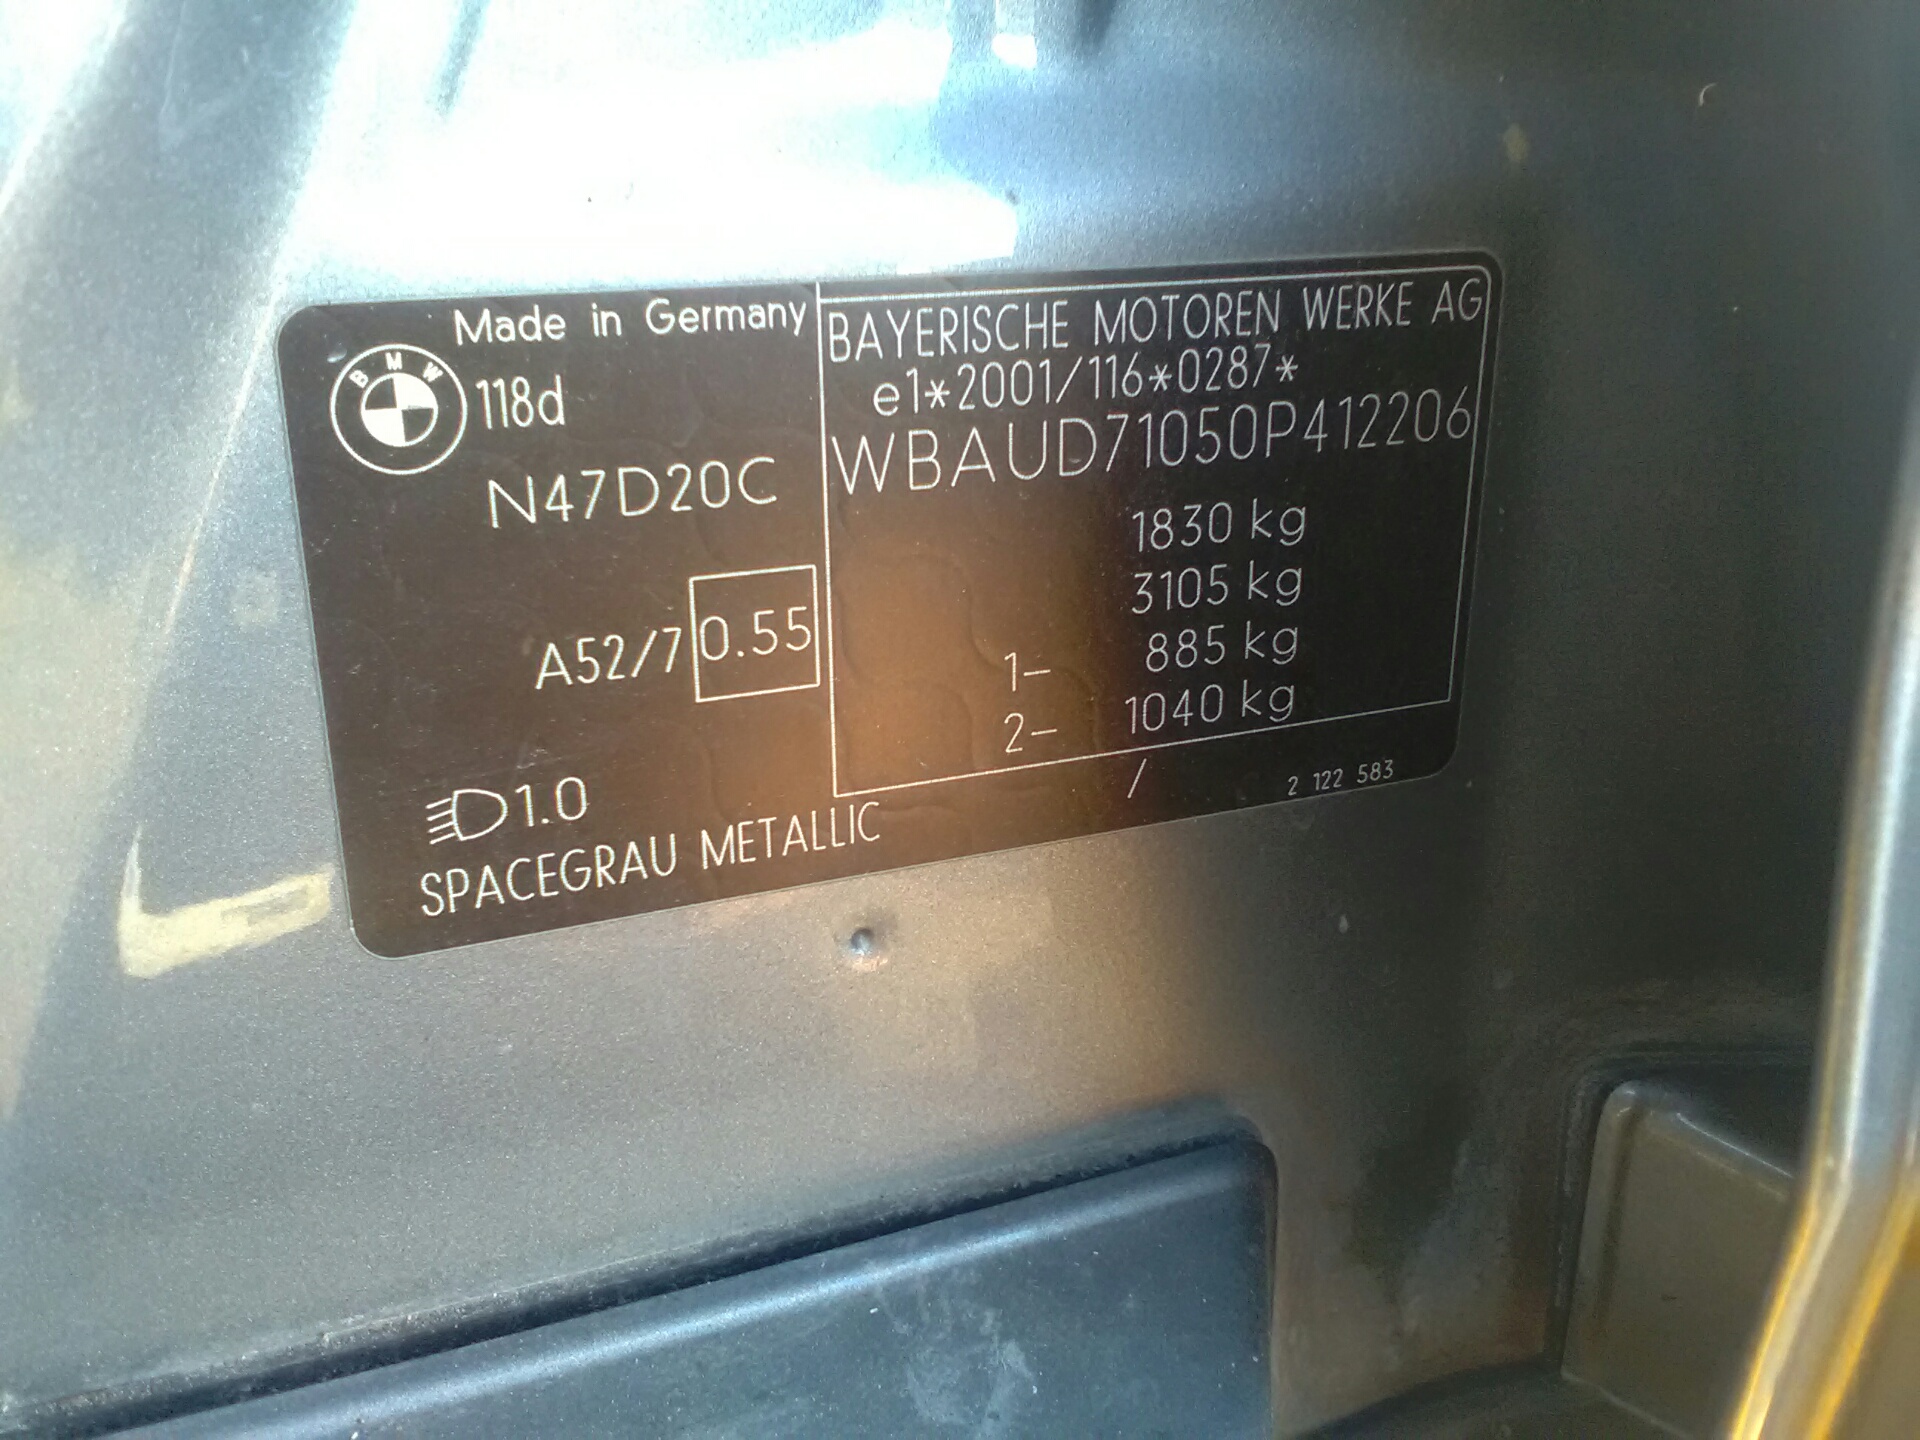 Made in Germany
BMW
118d
N47D20C
A52/7 0.55
D1.0
SPACEGRAU METALLIC
BAYERISCHE MOTOREN WERKE AG
e1*2001/116*0287*
WBAUD71050P412206
1830 kg
3105 kg
1- 885 kg
2- 1040 kg
/ 2 122 583